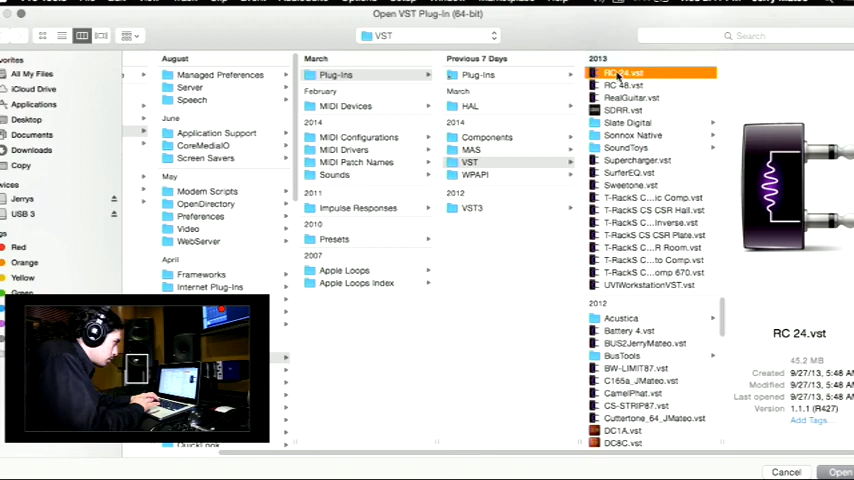 Open VST Plug-In (64-bit)
VST
Search
avorites
All My Files
iCloud Drive
Applications
Desktop
Documents
Downloads
Copy
evices
Jerrys
USB 3
gs
Red
Orange
Yellow
Green
August
Managed Preferences
Server
Speech
June
Application Support
CoreMediaIO
Screen Savers
May
Modem Scripts
OpenDirectory
Preferences
Video
WebServer
April
Frameworks
Internet Plug-Ins
QuickLook
March
Plug-Ins
February
MIDI Devices
2014
MIDI Configurations
MIDI Drivers
MIDI Patch Names
Sounds
2011
Impulse Responses
2010
Presets
2007
Apple Loops
Apple Loops Index
Previous 7 Days
Plug-Ins
March
HAL
2014
Components
MAS
VST
WPAPI
2012
VST3
2013
RC 24.vst
RC 48.vst
RealGuitar.vst
SDRR.vst
Slate Digital
Sonnox Native
SoundToys
Supercharger.vst
SurferEQ.vst
Sweetone.vst
T-RackS C...ic Comp.vst
T-RackS CS CSR Hall.vst
T-RackS C...Inverse.vst
T-RackS CS CSR Plate.vst
T-RackS C...R Room.vst
T-RackS C...to Comp.vst
T-RackS C...omp 670.vst
UVIWorkstationVST.vst
2012
Acustica
Battery 4.vst
BUS2JerryMateo.vst
BusTools
BW-LIMIT87.vst
C165a_JMateo.vst
CamelPhat.vst
CS-STRIP87.vst
Cuttertone_64_JMateo.vst
DC1A.vst
DC8C.vst
RC 24.vst
45.2 MB
Created 9/27/13, 5:48 A
Modified 9/27/13, 5:48 A
Last opened 9/27/13, 5:48 A
Version 1.1.1 (R427)
Add Tags...
Cancel
Open